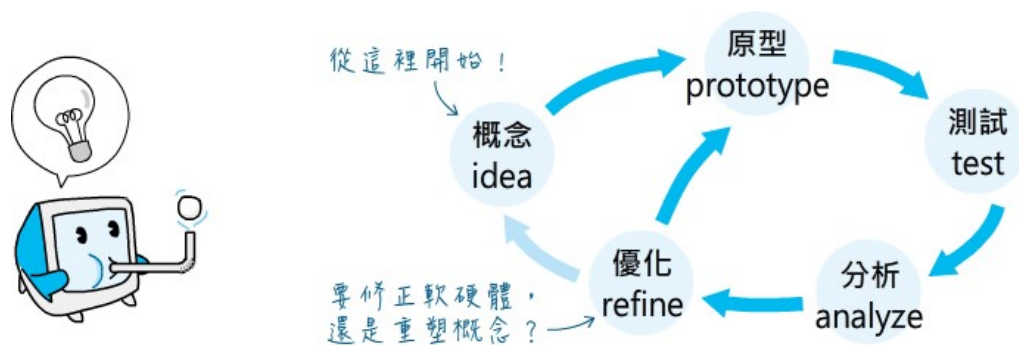 從這裡開始！
概念
idea
原型
prototype
測試
test
分析
analyze
優化
refine
要修正軟硬體，
還是重塑概念？